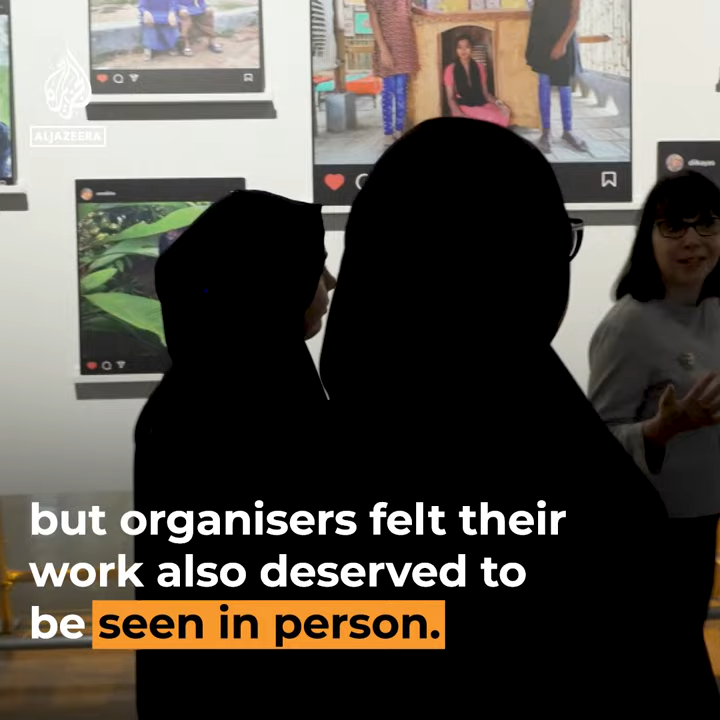 ALJAZEERA
but organisers felt their
work also deserved to
be seen in person.